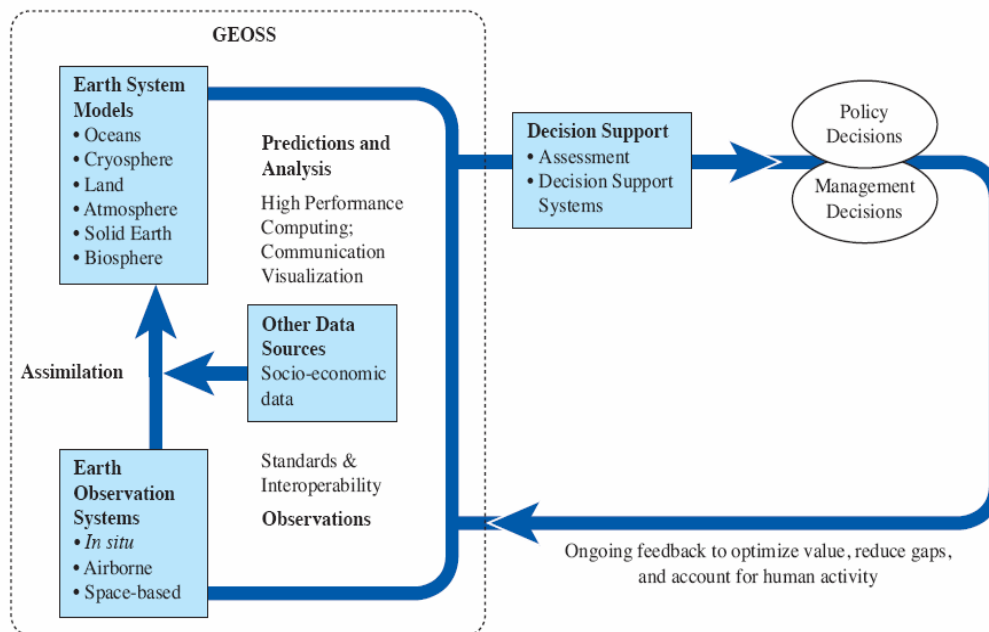 GEOSS
Earth System
Models
• Oceans
• Cryosphere
• Land
• Atmosphere
• Solid Earth
• Biosphere
Predictions and
Analysis
High Performance
Computing;
Communication
Visualization
Other Data
Sources
Socio-economic
data
Assimilation
Earth
Observation
Systems
• In situ
• Airborne
• Space-based
Standards &
Interoperability
Observations
Decision Support
• Assessment
• Decision Support
Systems
Policy
Decisions
Management
Decisions
Ongoing feedback to optimize value, reduce gaps,
and account for human activity